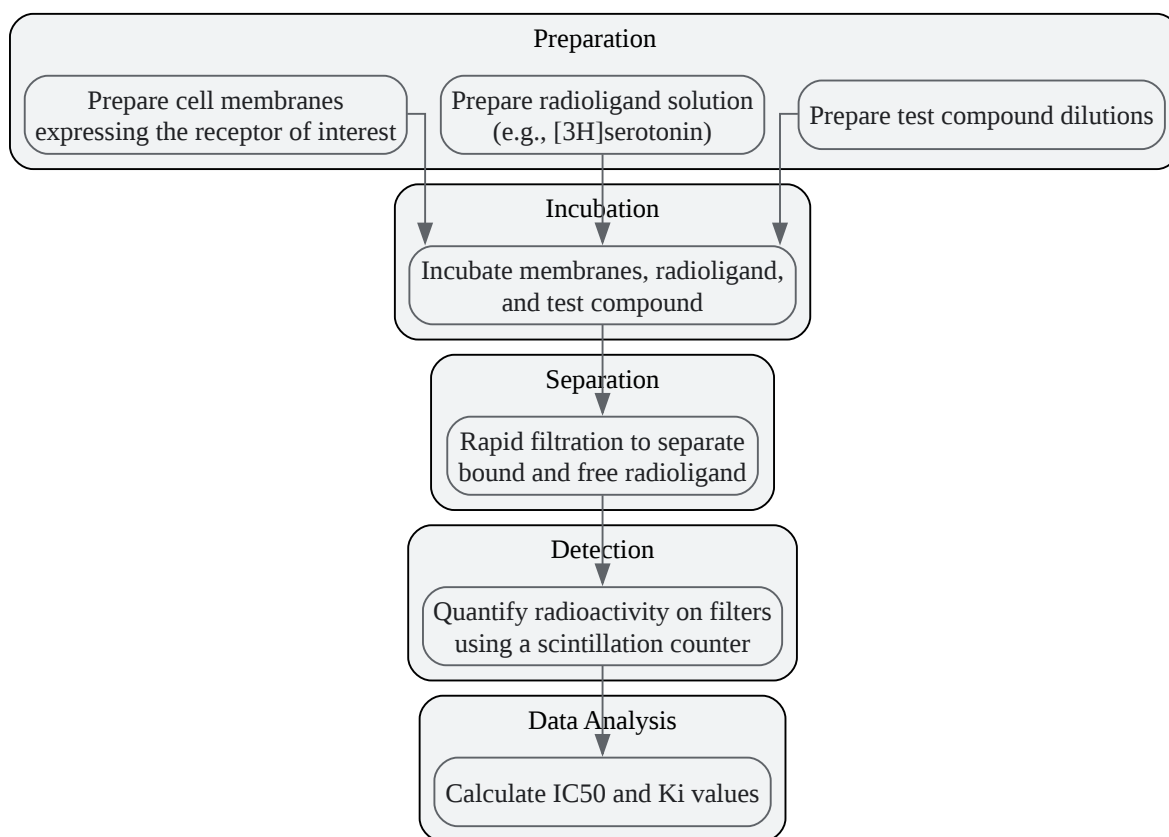 Preparation
Prepare cell membranes
expressing the receptor of interest
Prepare radioligand solution
(e.g., [3H]serotonin)
Prepare test compound dilutions
Incubation
Incubate membranes, radioligand,
and test compound
Separation
Rapid filtration to separate
bound and free radioligand
Detection
Quantify radioactivity on filters
using a scintillation counter
Data Analysis
Calculate IC50 and Ki values